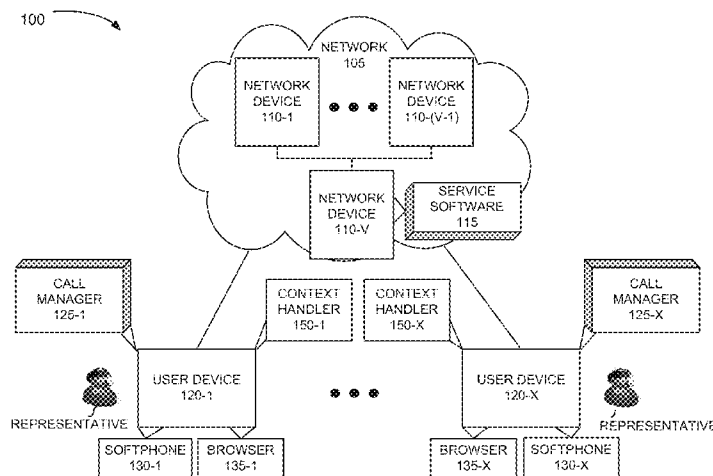 100
NETWORK
105
NETWORK
DEVICE
110-1
NETWORK
DEVICE
110-(V-1)
NETWORK
DEVICE
110-V
SERVICE
SOFTWARE
115
CALL
MANAGER
125-1
CONTEXT
HANDLER
150-1
CONTEXT
HANDLER
150-X
CALL
MANAGER
125-X
USER DEVICE
120-1
USER DEVICE
120-X
REPRESENTATIVE
REPRESENTATIVE
SOFTPHONE
130-1
BROWSER
135-1
BROWSER
135-X
SOFTPHONE
130-X